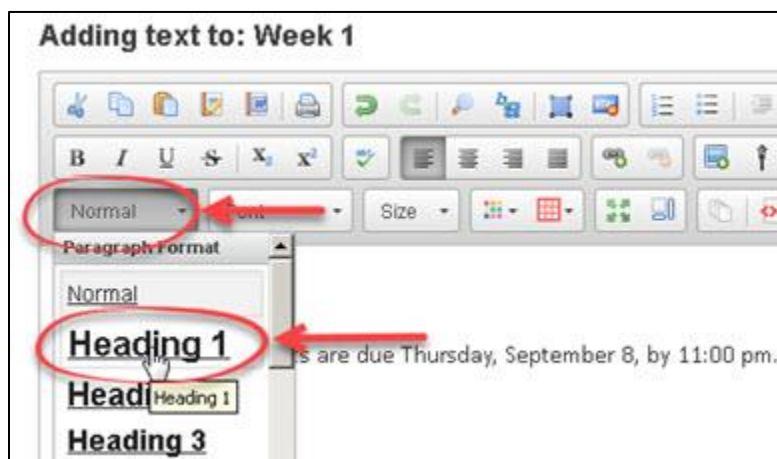 Adding text to: Week 1
B I U S X₂ X²
Normal Size
Paragraph Format
Normal
Heading 1
s are due Thursday, September 8, by 11:00 pm.
Heading 1
Heading 3